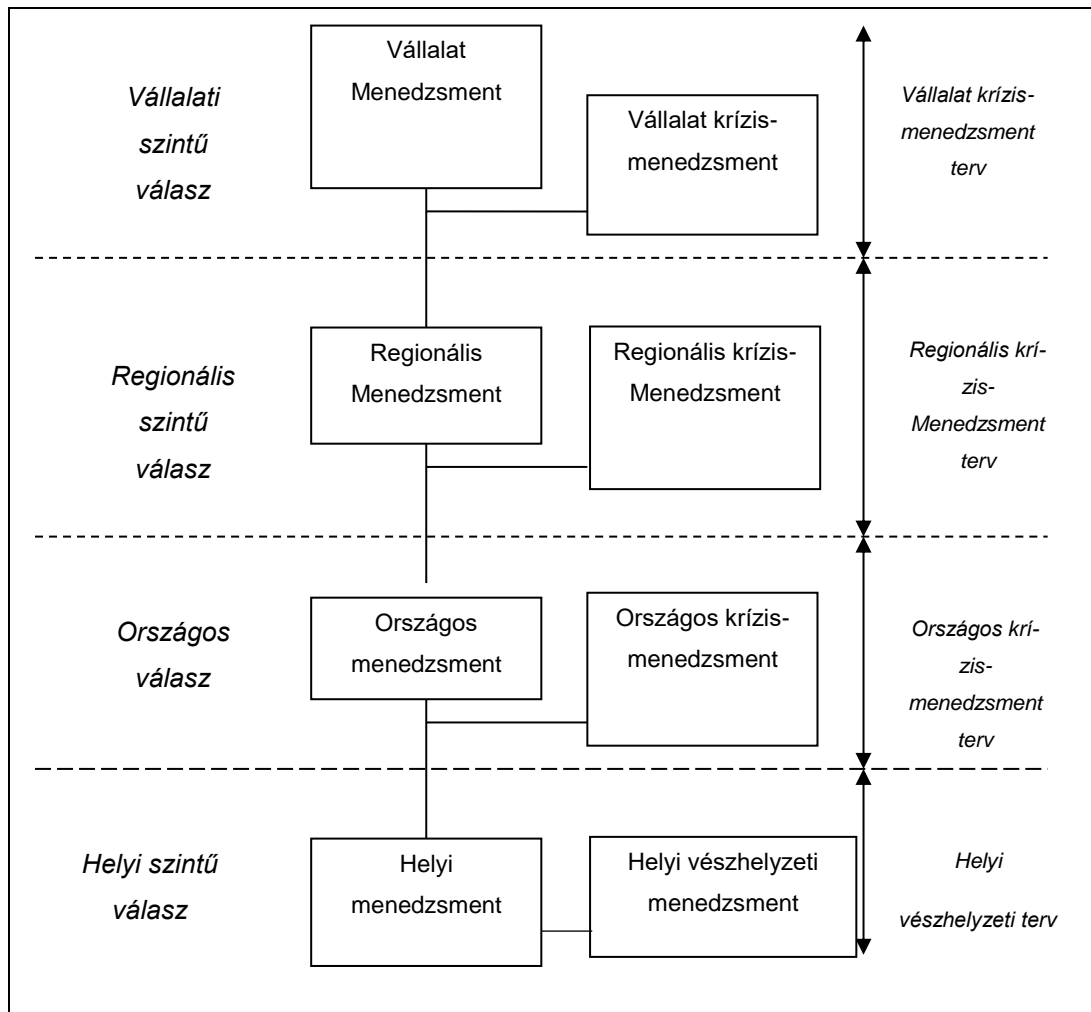 Vállalati
szintű
válasz
Vállalat
Menedzsment
Vállalat krízis-
menedzsment
Vállalat krízis-
menedzsment
terv
Regionális
szintű
válasz
Regionális
Menedzsment
Regionális krízis-
Menedzsment
Regionális krí-
zis-
Menedzsment
terv
Országos
válasz
Országos
menedzsment
Országos krízis-
menedzsment
Országos krí-
zis-
menedzsment
terv
Helyi szintű
válasz
Helyi
menedzsment
Helyi vészhelyzeti
menedzsment
Helyi
vészhelyzeti terv